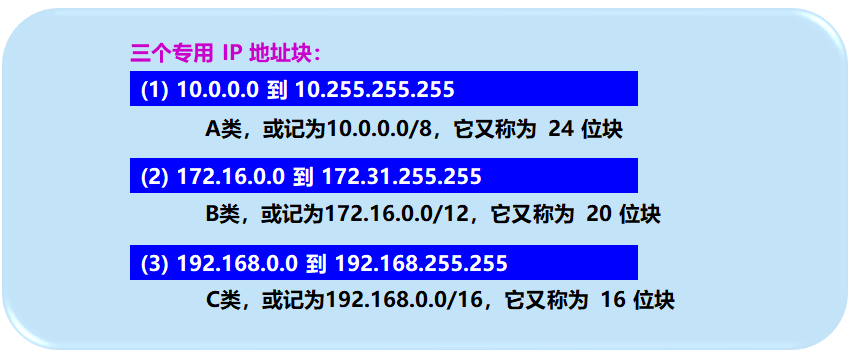 三个专用 IP 地址块：
(1) 10.0.0.0 到 10.255.255.255
A类，或记为10.0.0.0/8，它又称为 24 位块
(2) 172.16.0.0 到 172.31.255.255
B类，或记为172.16.0.0/12，它又称为 20 位块
(3) 192.168.0.0 到 192.168.255.255
C类，或记为192.168.0.0/16，它又称为 16 位块